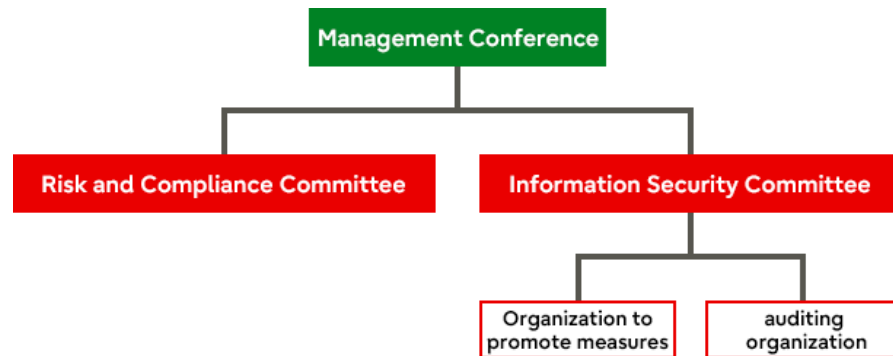 Management Conference
Risk and Compliance Committee
Information Security Committee
Organization to
promote measures
auditing
organization